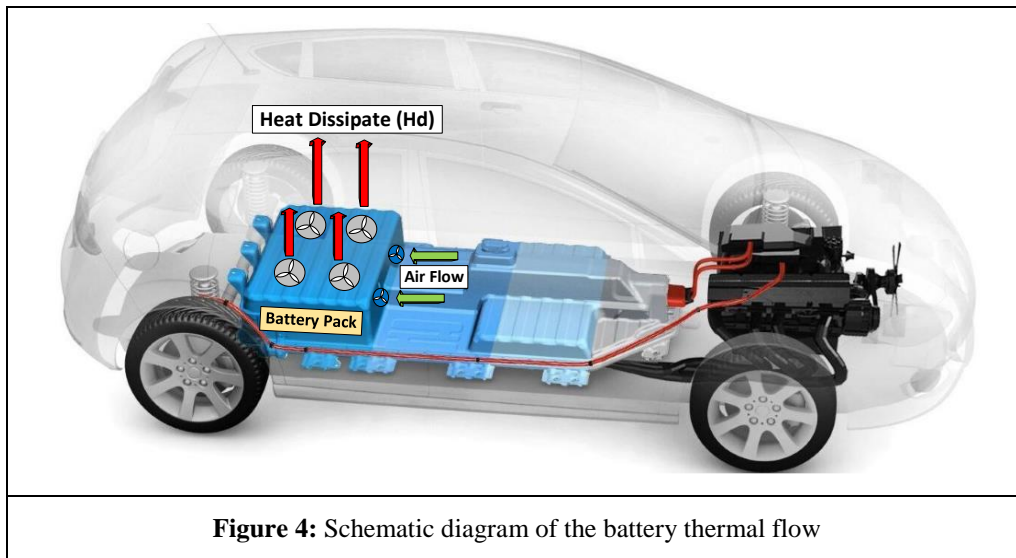 Heat Dissipate (Hd)
Air Flow
Battery Pack
Figure 4: Schematic diagram of the battery thermal flow